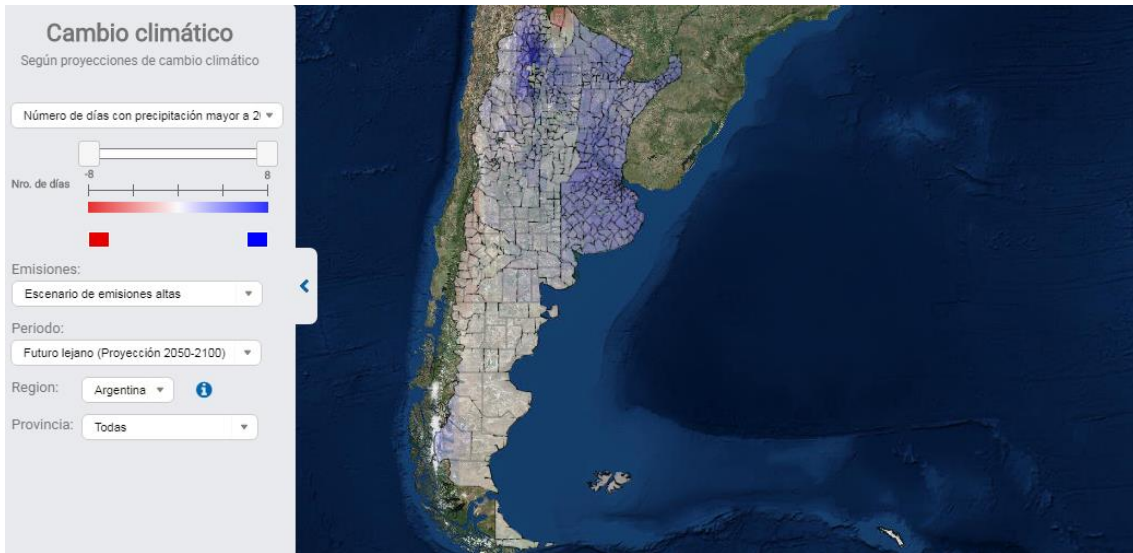 Cambio climático
Según proyecciones de cambio climático
Número de días con precipitación mayor a 2
-8 8
Nro. de días
Emisiones:
Escenario de emisiones altas
Periodo:
Futuro lejano (Proyección 2050-2100)
Region: Argentina
Provincia: Todas